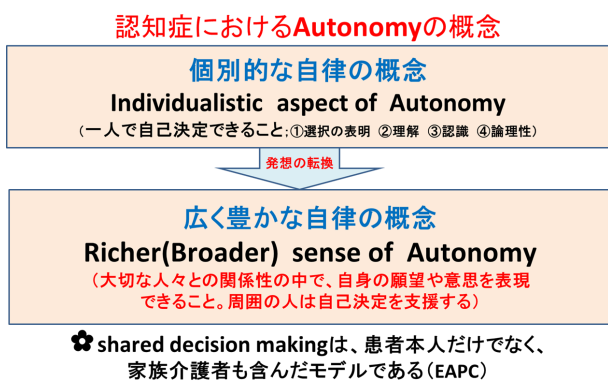 認知症におけるAutonomyの概念
個別的な自律の概念
Individualistic aspect of Autonomy
(一人で自己決定できること;①選択の表明 ②理解 ③認識 ④論理性)
発想の転換
広く豊かな自律の概念
Richer(Broader) sense of Autonomy
(大切な人々との関係性の中で、自身の願望や意思を表現
できること。周囲の人は自己決定を支援する)
✿shared decision makingは、患者本人だけでなく、
家族介護者も含んだモデルである(EAPC)